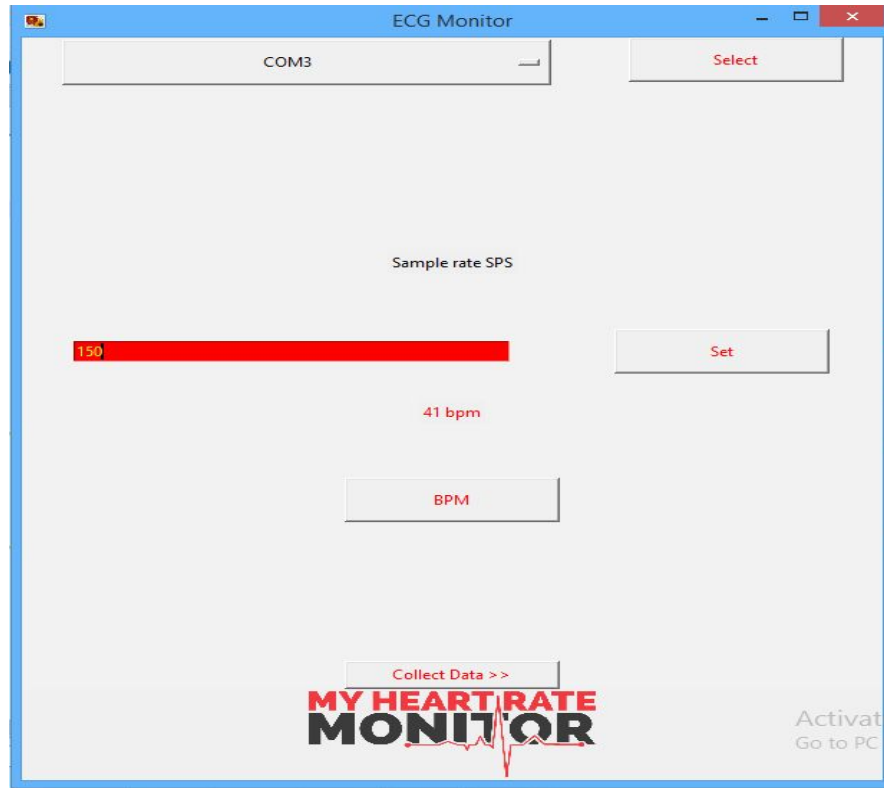 ECG Monitor
COM3
Select
Sample rate SPS
150
Set
41 bpm
BPM
Collect Data >>
MY HEART RATE
MONITOR
Activat
Go to PC